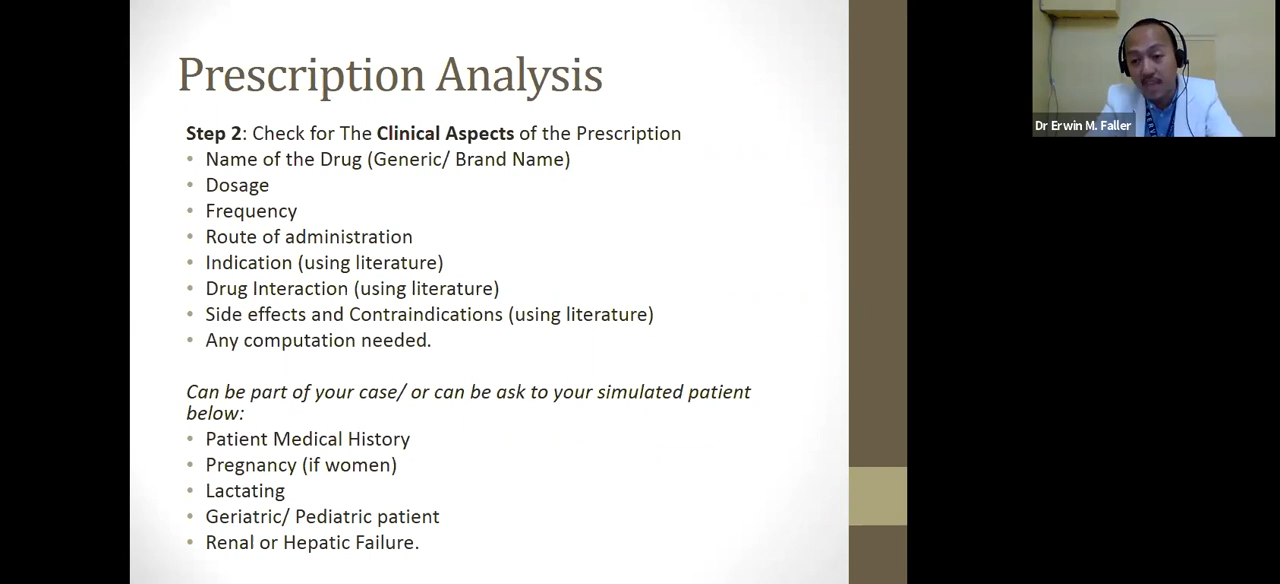 Prescription Analysis
Step 2: Check for The Clinical Aspects of the Prescription
• Name of the Drug (Generic/ Brand Name)
• Dosage
• Frequency
• Route of administration
• Indication (using literature)
• Drug Interaction (using literature)
• Side effects and Contraindications (using literature)
• Any computation needed.
Can be part of your case/ or can be ask to your simulated patient
below:
• Patient Medical History
• Pregnancy (if women)
• Lactating
• Geriatric/ Pediatric patient
• Renal or Hepatic Failure.
Dr Erwin M. Faller